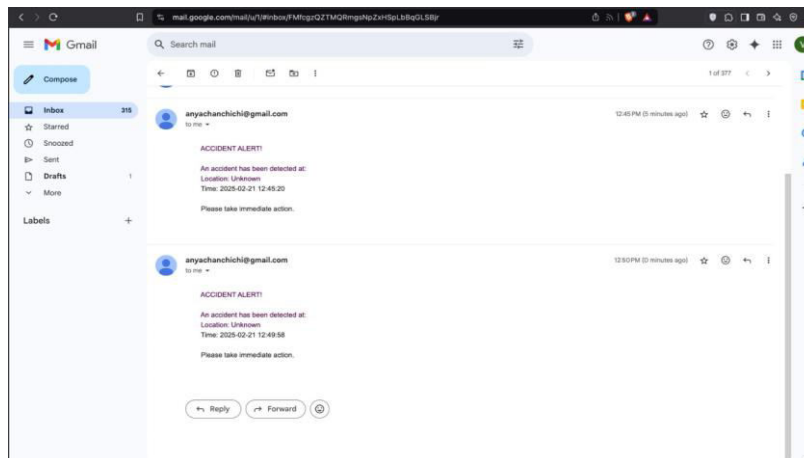 mail.google.com/mail/u/1/#inbox/FMfcgzQZTMQRmgsNpZxHSpLbBqGLSBjr
Gmail
Search mail
Compose
1 of 377
Inbox 315
Starred
Snoozed
Sent
Drafts 1
More
Labels +
anyachanchichi@gmail.com 12:45 PM (5 minutes ago)
to me
ACCIDENT ALERT!
An accident has been detected at:
Location: Unknown
Time: 2025-02-21 12:45:20
Please take immediate action.
anyachanchichi@gmail.com 12:50 PM (0 minutes ago)
to me
ACCIDENT ALERT!
An accident has been detected at:
Location: Unknown
Time: 2025-02-21 12:49:58
Please take immediate action.
Reply Forward